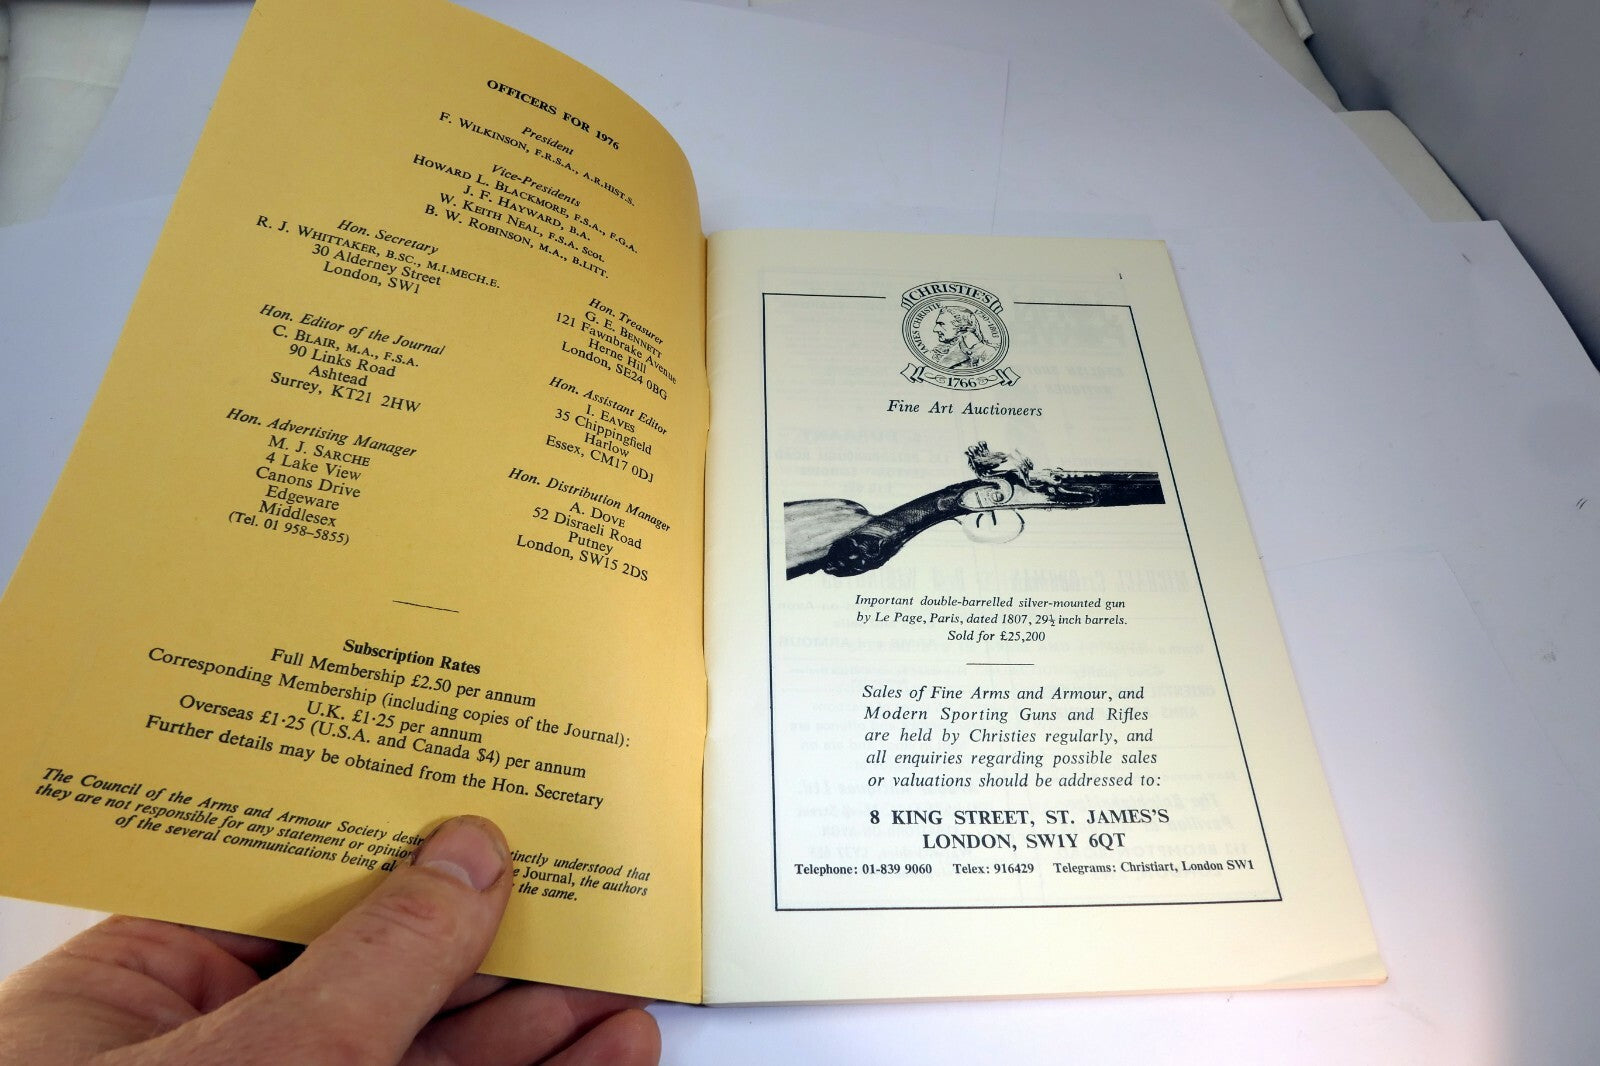 OFFICERS FOR 1976
President
F. WILKINSON, F.R.S.A., A.R.HIST.S.
Vice-Presidents
HOWARD L. BLACKMORE, F.S.A., F.G.A.
J. F. HAYWARD, B.A.
W. KEITH NEAL, F.S.A. Scot.
B. W. ROBINSON, M.A., B.LITT.
Hon. Secretary
R. J. WHITTAKER, B.SC., M.I.MECH.E.
30 Alderney Street
London, SW1
Hon. Editor of the Journal
C. BLAIR, M.A., F.S.A.
90 Links Road
Ashtead
Surrey, KT21 2HW
Hon. Advertising Manager
M. J. SARCHE
4 Lake View
Canons Drive
Edgeware
Middlesex
(Tel. 01 958–5855)
Hon. Treasurer
G. E. BENNETT
121 Fawnbrake Avenue
Herne Hill
London, SE24 0BG
Hon. Assistant Editor
I. EAVES
35 Chippingfield
Harlow
Essex, CM17 0DJ
Hon. Distribution Manager
A. DOVE
52 Disraeli Road
Putney
London, SW15 2DS
Subscription Rates
Full Membership £2.50 per annum
Corresponding Membership (including copies of the Journal):
U.K. £1·25 per annum
Overseas £1·25 (U.S.A. and Canada $4) per annum
Further details may be obtained from the Hon. Secretary
The Council of the Arms and Armour Society understood that
they are not responsible for any statement or Journal, the authors
of the several communications being the same.
1
CHRISTIE'S
JAMES CHRISTIE 1730-1803
1766
Fine Art Auctioneers
Important double-barrelled silver-mounted gun
by Le Page, Paris, dated 1807, 29½ inch barrels.
Sold for £25,200
Sales of Fine Arms and Armour, and
Modern Sporting Guns and Rifles
are held by Christies regularly, and
all enquiries regarding possible sales
or valuations should be addressed to:
8 KING STREET, ST. JAMES'S
LONDON, SW1Y 6QT
Telephone: 01-839 9060 Telex: 916429 Telegrams: Christiart, London SW1